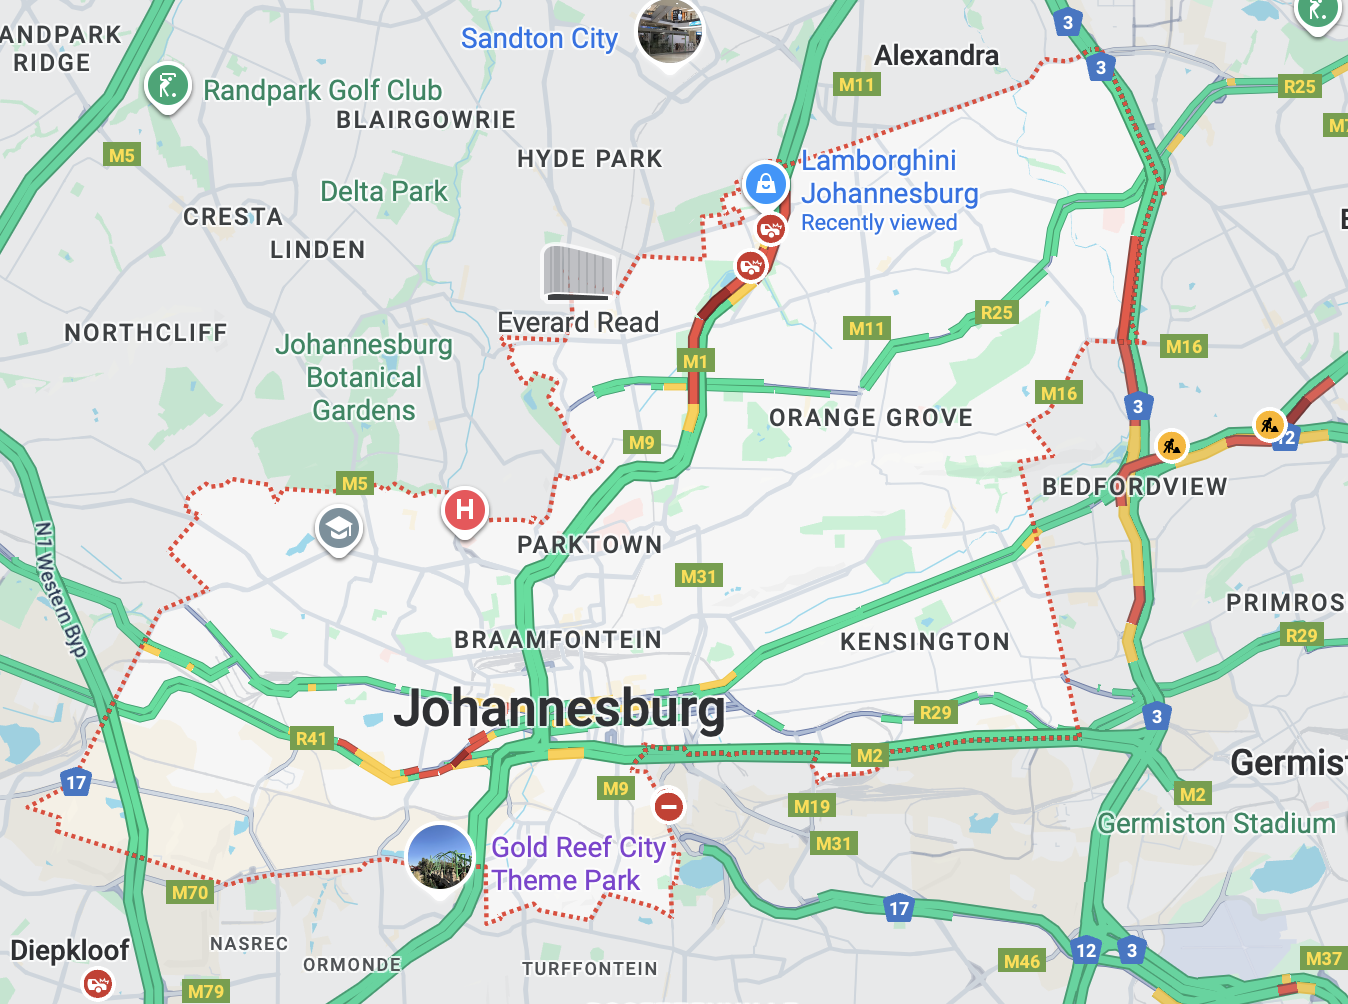 ANDPARK
RIDGE
Sandton City
3
Alexandra
3
M11
R25
Randpark Golf Club
BLAIRGOWRIE
M7
M5
HYDE PARK
Lamborghini
Johannesburg
Recently viewed
Delta Park
CRESTA
LINDEN
E
Everard Read
R25
M11
NORTHCLIFF
Johannesburg
Botanical
Gardens
M1
M16
M16
3
ORANGE GROVE
12
M9
M5
BEDFORDVIEW
H
N1 Western Byp
PARKTOWN
M31
PRIMROS
R29
BRAAMFONTEIN
KENSINGTON
Johannesburg
R29
3
R41
M2
Germist
17
M9
M2
M19
Germiston Stadium
M31
Gold Reef City
Theme Park
M70
17
Diepkloof
NASREC
12
3
M46
M37
ORMONDE
TURFFONTEIN
M79